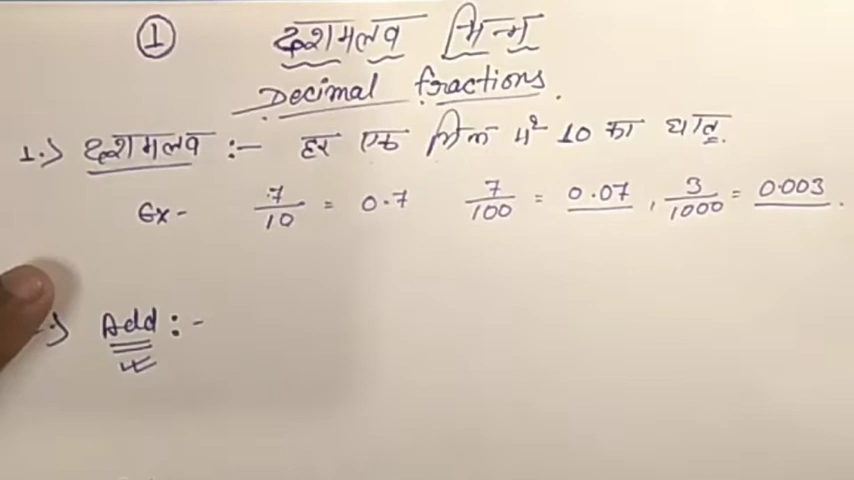 ① दशमलव भिन्न
Decimal fractions.
1.) दशमलव :- हर एक भिन्न में 10 का घात
Ex- 7/10 = 0.7 7/100 = 0.07, 3/1000 = 0.003.
Add :-